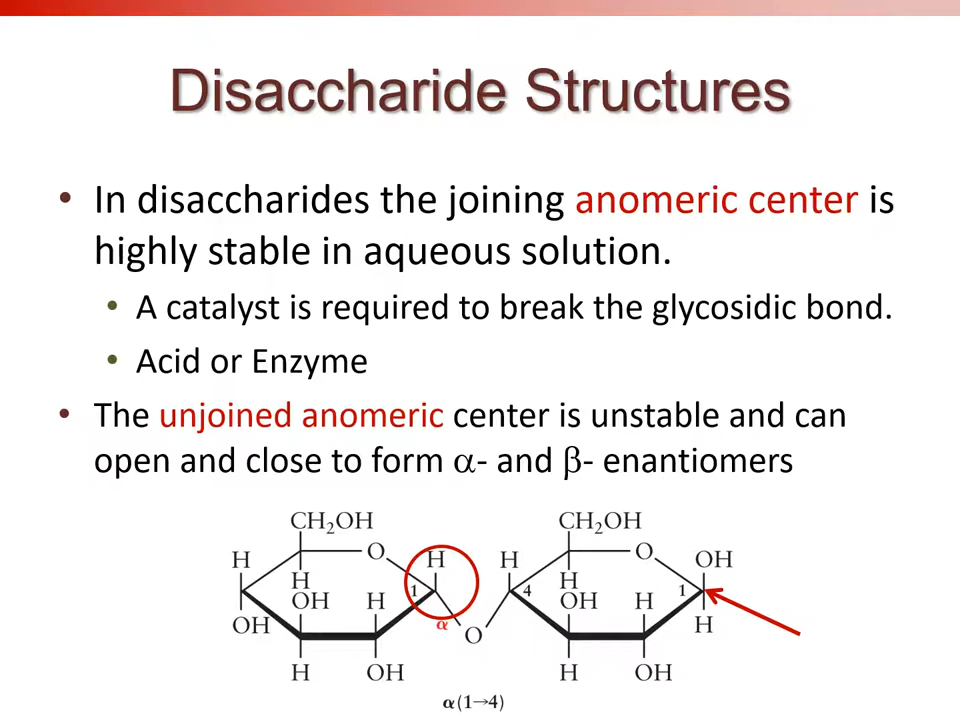 Disaccharide Structures
• In disaccharides the joining anomeric center is
highly stable in aqueous solution.
• A catalyst is required to break the glycosidic bond.
• Acid or Enzyme
• The unjoined anomeric center is unstable and can
open and close to form α- and β- enantiomers
CH₂OH CH₂OH
H O H H O OH
H 1 4 H 1
OH H OH H
OH α O H
H OH H OH
α(1→4)